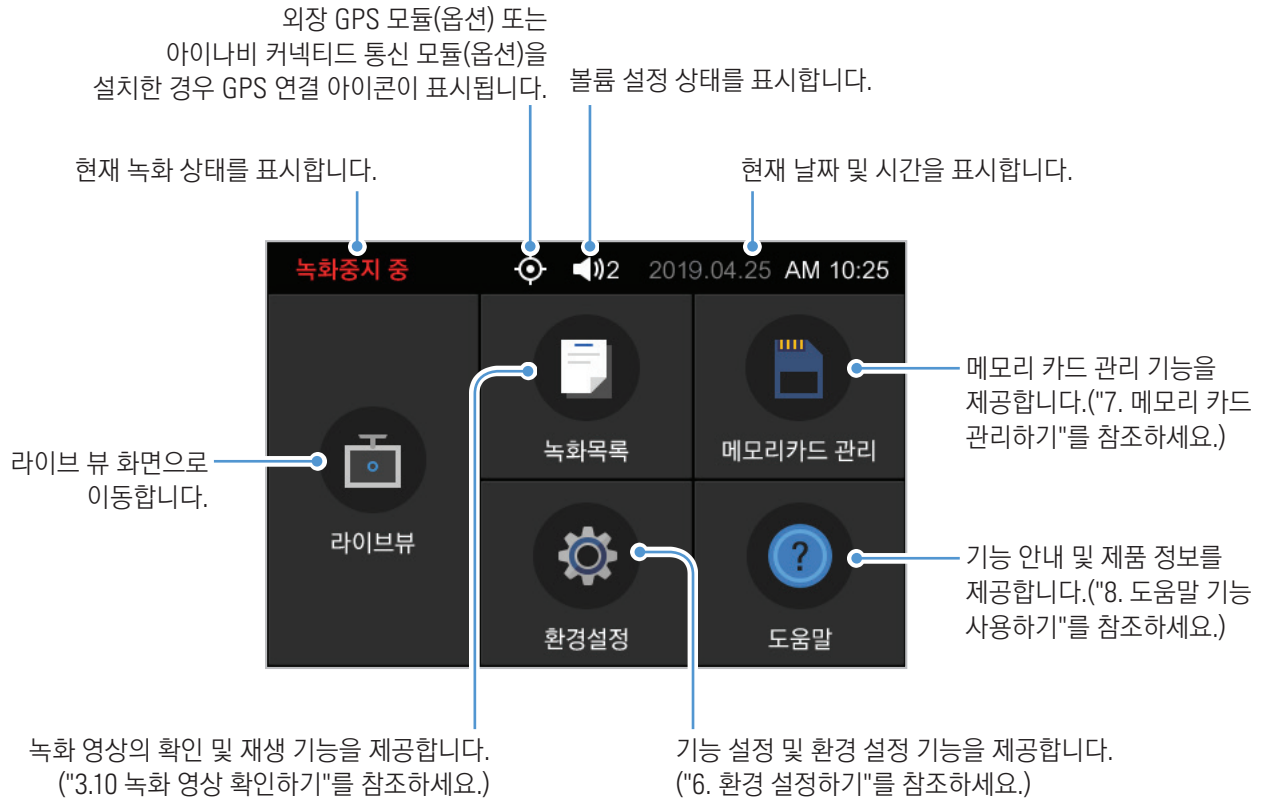 외장 GPS 모듈(옵션) 또는
아이나비 커넥티드 통신 모듈(옵션)을
설치한 경우 GPS 연결 아이콘이 표시됩니다.
볼륨 설정 상태를 표시합니다.
현재 녹화 상태를 표시합니다.
현재 날짜 및 시간을 표시합니다.
녹화중지 중
2
2019.04.25 AM 10:25
메모리 카드 관리 기능을
제공합니다.("7. 메모리 카드
관리하기"를 참조하세요.)
녹화목록
메모리카드 관리
라이브 뷰 화면으로
이동합니다.
라이브뷰
?
기능 안내 및 제품 정보를
제공합니다.("8. 도움말 기능
사용하기"를 참조하세요.)
환경설정
도움말
녹화 영상의 확인 및 재생 기능을 제공합니다.
("3.10 녹화 영상 확인하기"를 참조하세요.)
기능 설정 및 환경 설정 기능을 제공합니다.
("6. 환경 설정하기"를 참조하세요.)